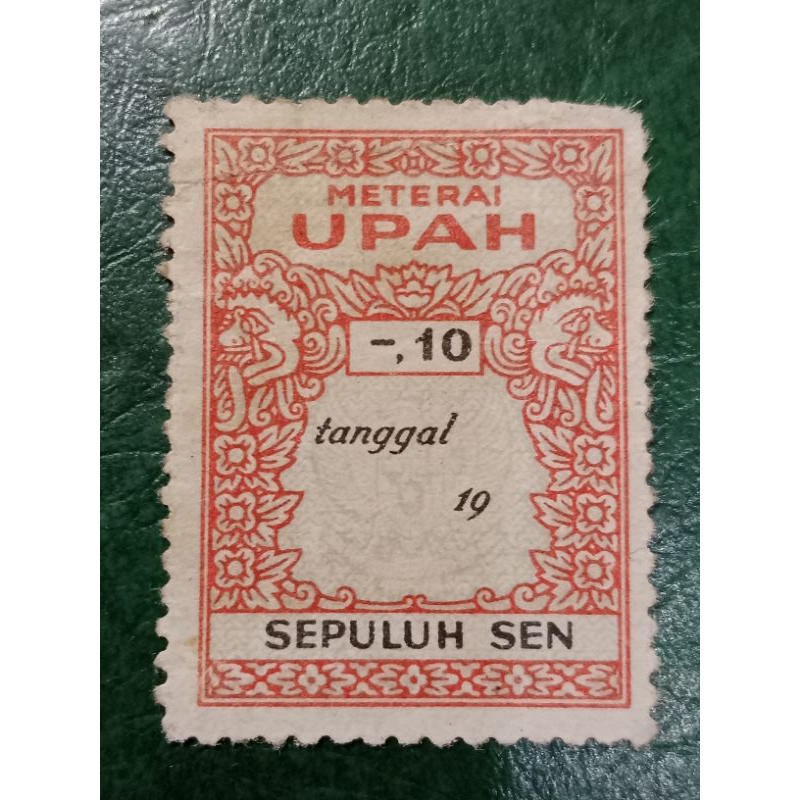 METERAI
UPAH
-,10
tanggal
19
SEPULUH SEN